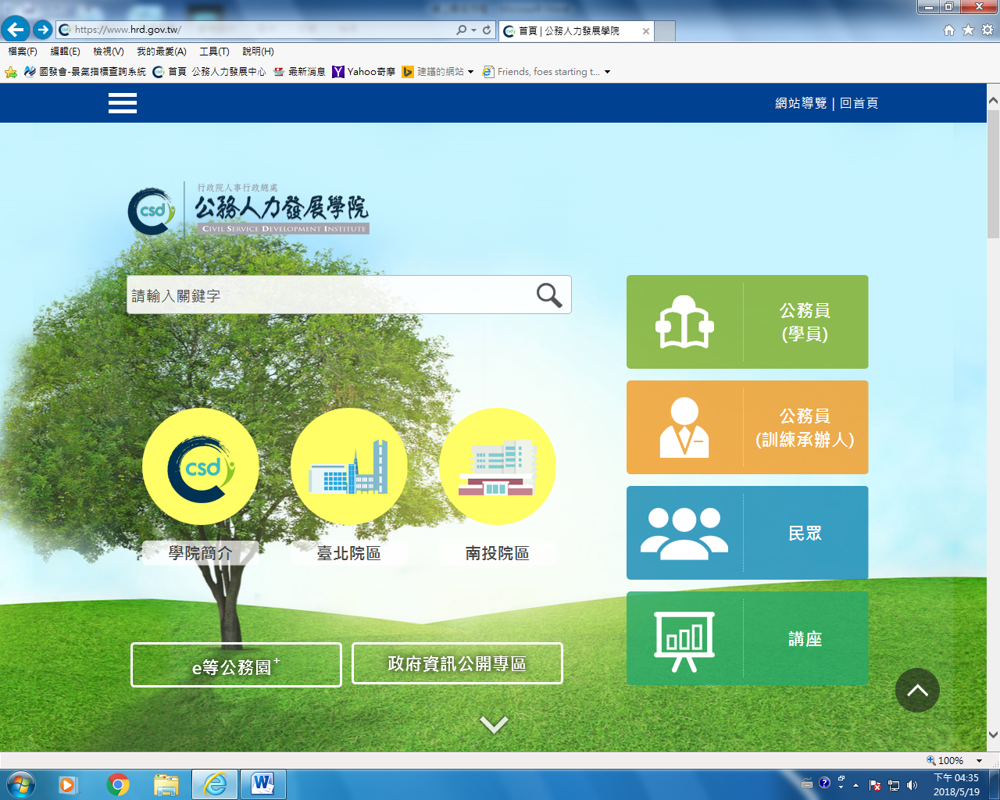 https://www.hrd.gov.tw/
首頁 | 公務人力發展學院
檔案(F) 編輯(E) 檢視(V) 我的最愛(A) 工具(T) 說明(H)
國發會-景氣指標查詢系統 首頁 公務人力發展中心 最新消息 Yahoo奇摩 建議的網站 Friends, foes starting t...
網站導覽 | 回首頁
行政院人事行政總處
csd 公務人力發展學院
CIVIL SERVICE DEVELOPMENT INSTITUTE
請輸入關鍵字
公務員
(學員)
公務員
(訓練承辦人)
csd
學院簡介 臺北院區 南投院區
民眾
講座
e等公務園+ 政府資訊公開專區
100%
下午 04:35
2018/5/19